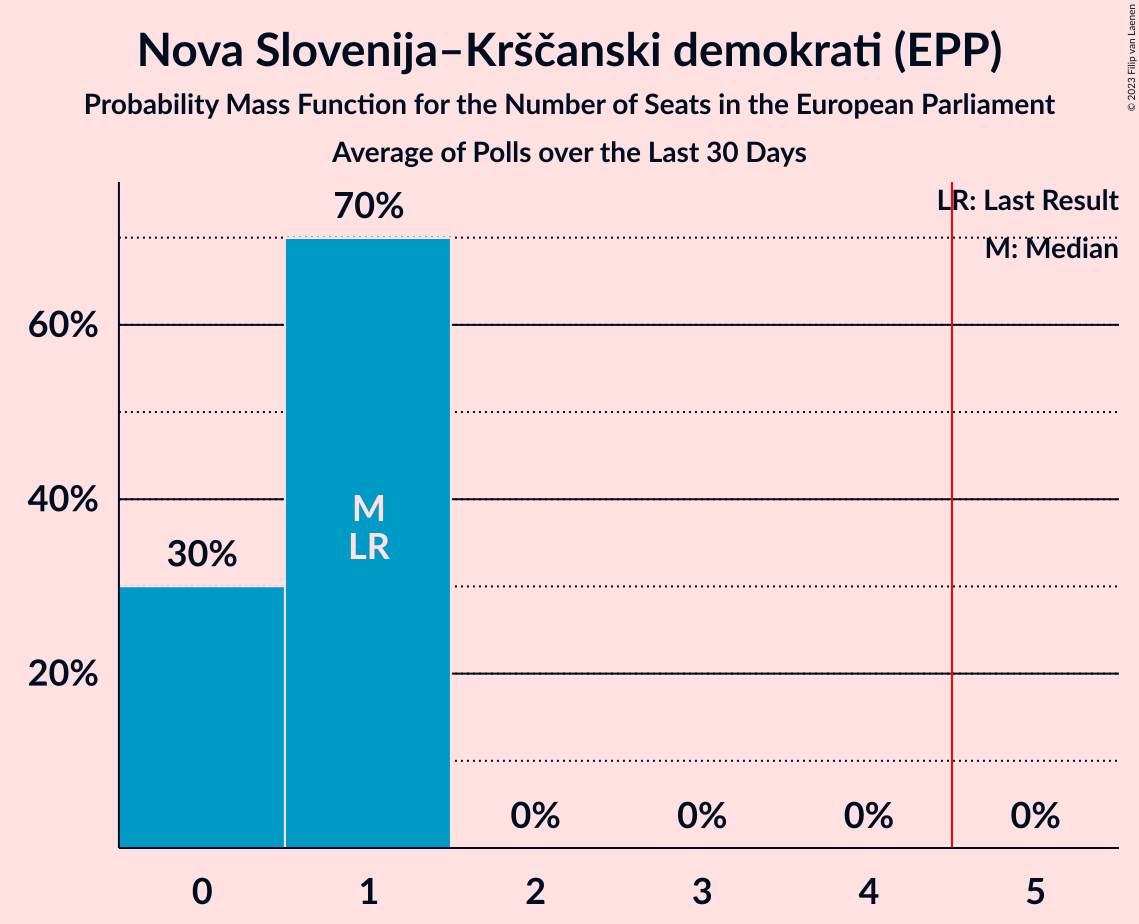 Nova Slovenija–Krščanski demokrati (EPP)
Probability Mass Function for the Number of Seats in the European Parliament
Average of Polls over the Last 30 Days
© 2023 Filip van Laenen
LR: Last Result
M: Median
70%
60%
40%
30%
20%
M
LR
0%
0%
0%
0%
0
1
2
3
4
5